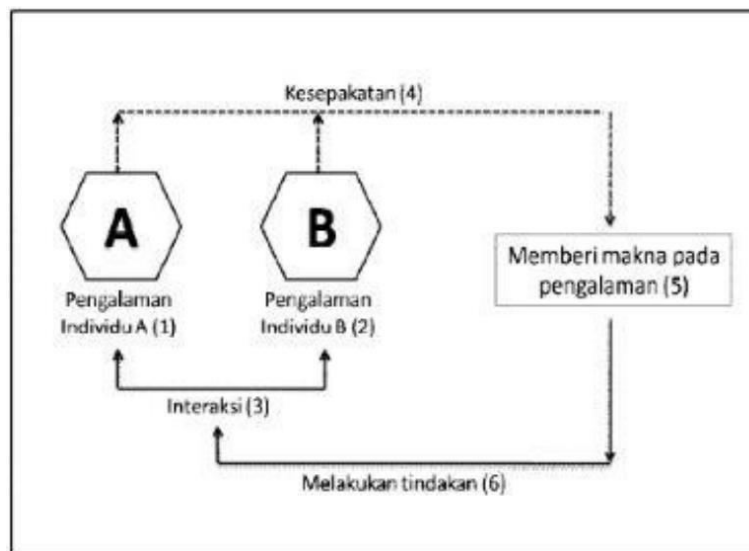 Kesepakatan (4)
A
B
Pengalaman
Individu A (1)
Pengalaman
Individu B (2)
Memberi makna pada
pengalaman (5)
Interaksi (3)
Melakukan tindakan (6)